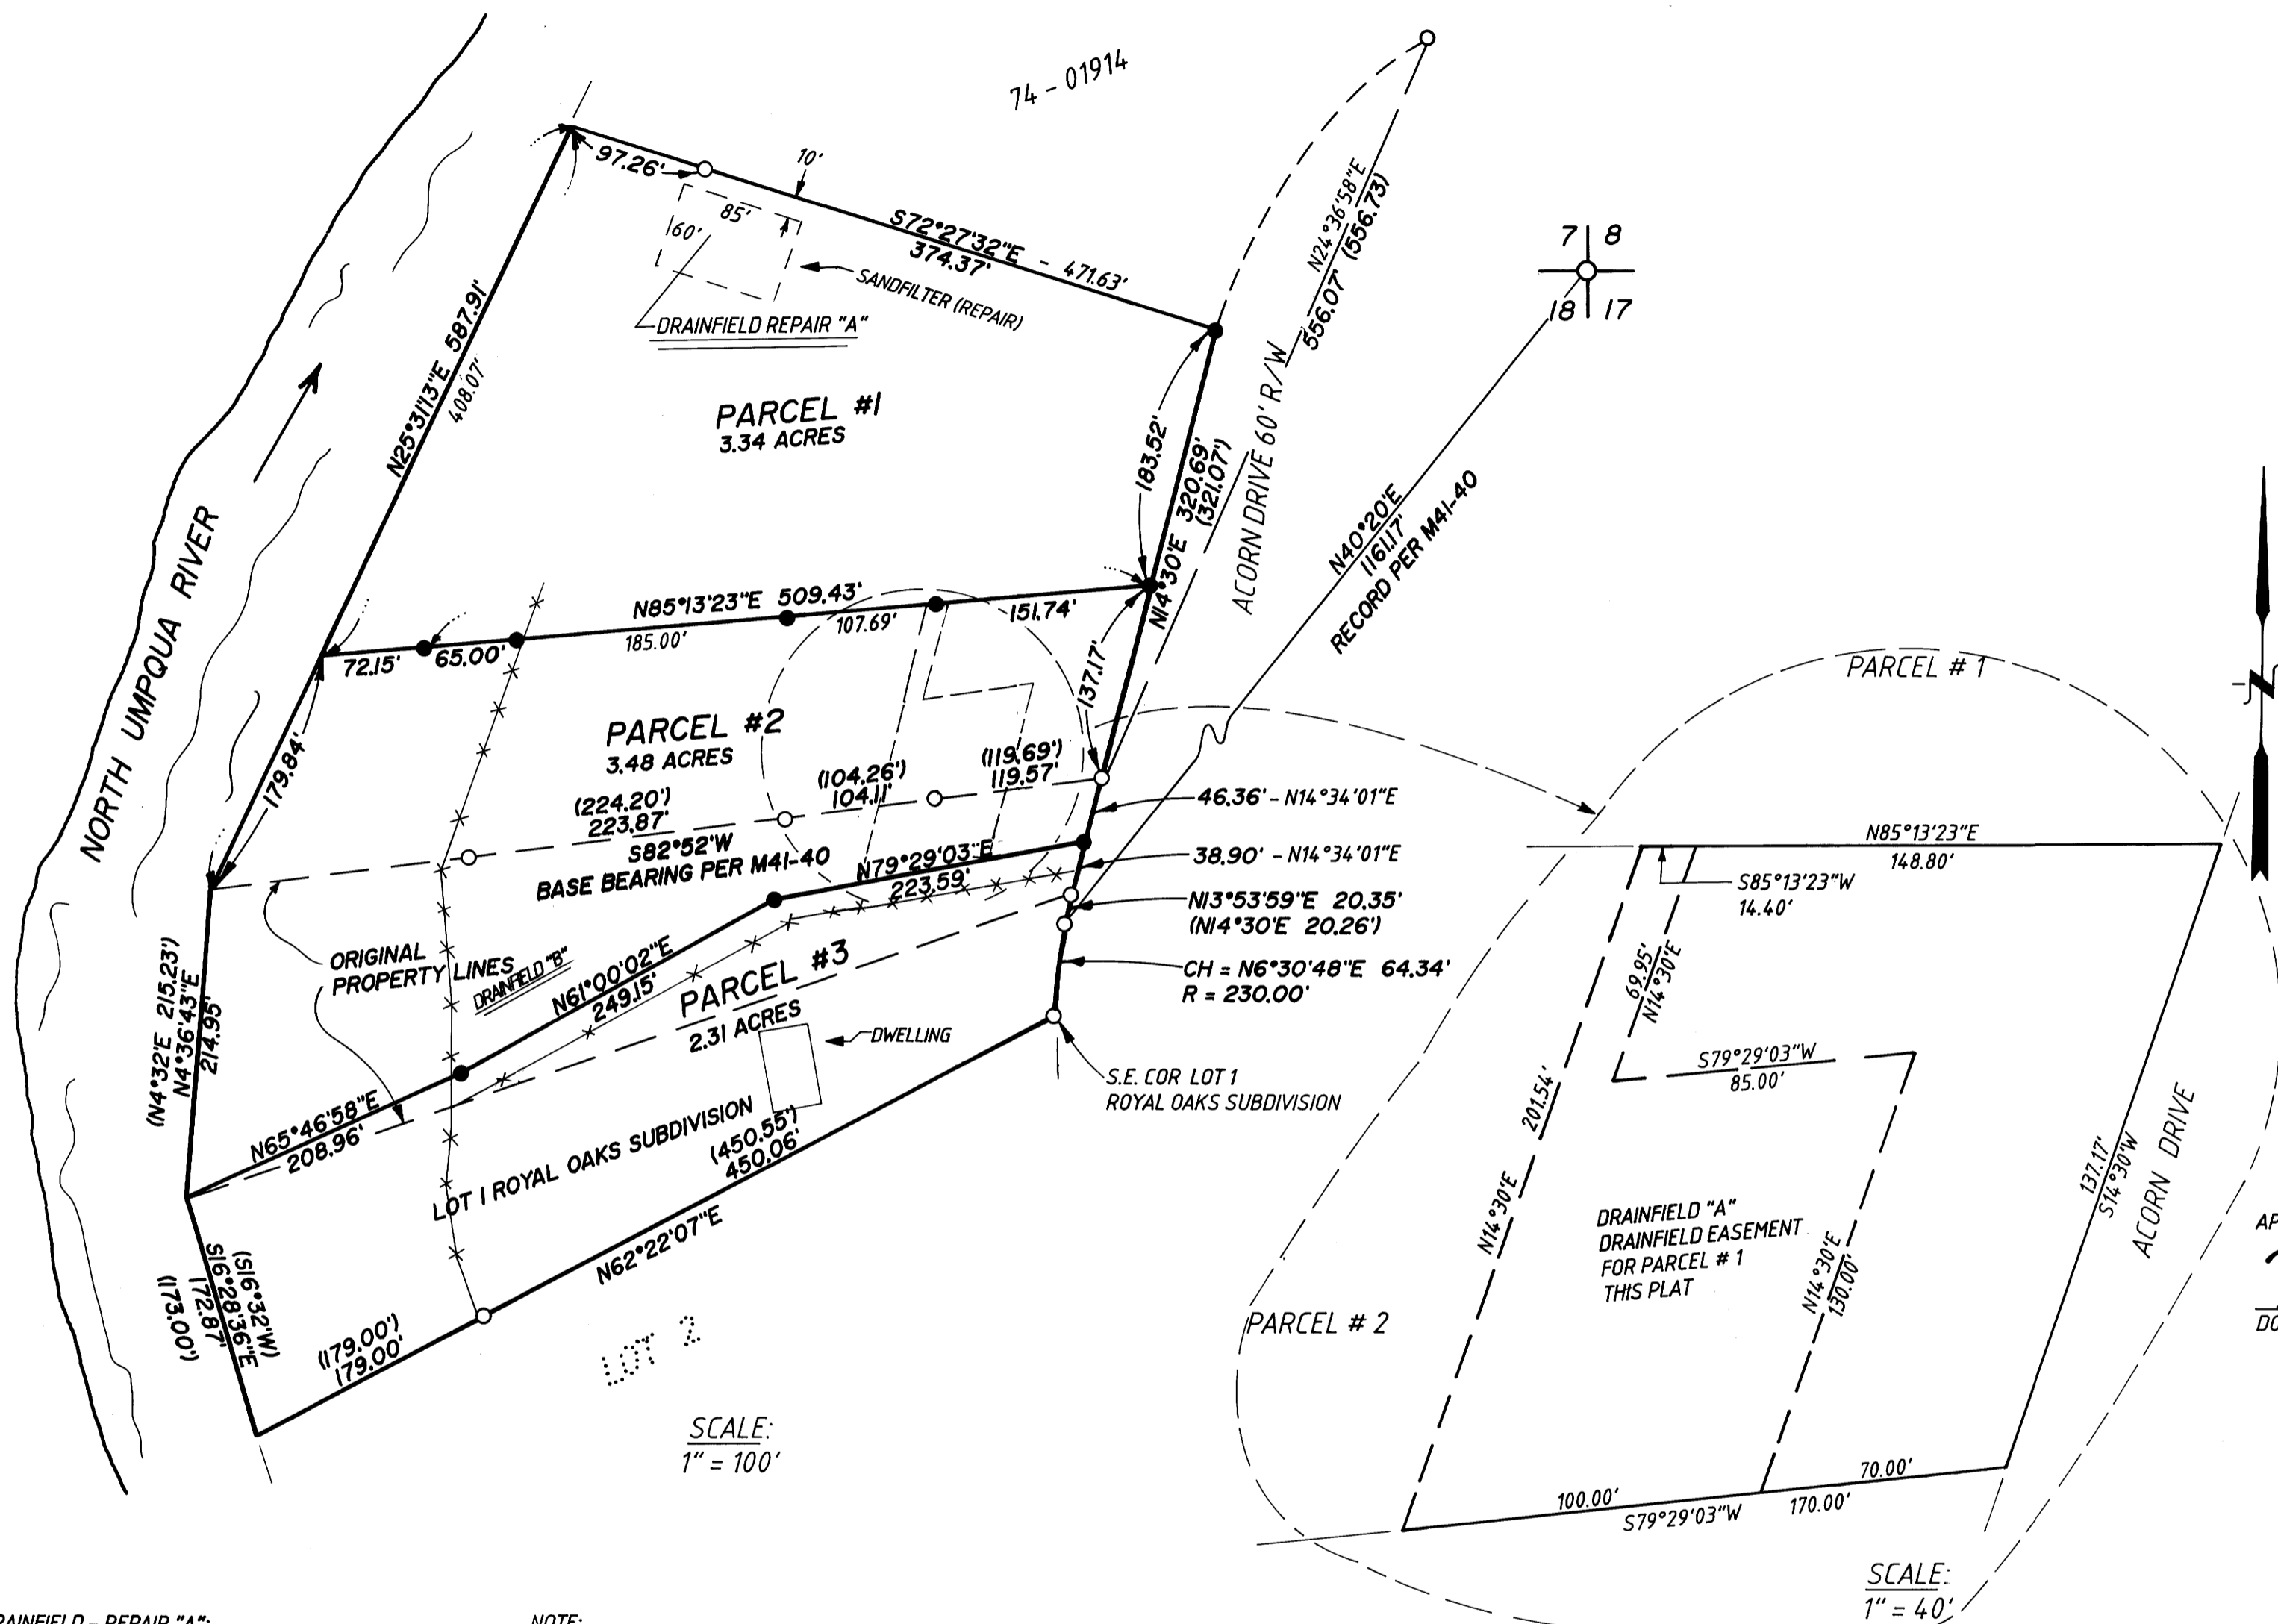 74 - 01914
97.26'
10'
85'
60'
S72°27'32"E - 471.63'
374.37'
SANDFILTER (REPAIR)
DRAINFIELD REPAIR "A"
N24°36'58"E
556.07' (556.73)
7 8
18 17
N25°31'13"E 587.91'
408.07'
PARCEL #1
3.34 ACRES
183.52'
N14°30'E 320.69'
(321.07')
ACORN DRIVE 60' R/W
N40°20'E
1161.17'
RECORD PER M41-40
NORTH UMPQUA RIVER
N85°13'23"E 509.43'
72.15'
65.00'
185.00'
107.69'
151.74'
137.17'
179.84'
PARCEL #2
3.48 ACRES
(224.20')
223.87'
(104.26')
104.11'
(119.69')
119.57'
S82°52'W
BASE BEARING PER M41-40
N79°29'03"E
223.59'
46.36' - N14°34'01"E
38.90' - N14°34'01"E
N13°53'59"E 20.35'
(N14°30'E 20.26')
CH = N6°30'48"E 64.34'
R = 230.00'
ORIGINAL
PROPERTY LINES
DRAINFIELD "B"
N61°00'02"E
249.15'
PARCEL #3
2.31 ACRES
DWELLING
S.E. COR LOT 1
ROYAL OAKS SUBDIVISION
(N4°32'E 215.23')
N4°36'43"E
214.95'
N65°46'58"E
208.96'
LOT 1 ROYAL OAKS SUBDIVISION
(450.55')
450.06'
N62°22'07"E
(S16°32'W)
S16°28'36"E
172.87'
(173.00')
(179.00')
179.00'
LOT 2
SCALE:
1" = 100'
PARCEL # 1
N85°13'23"E
148.80'
S85°13'23"W
14.40'
69.95'
N14°30'E
S79°29'03"W
85.00'
201.54'
N14°30'E
DRAINFIELD "A"
DRAINFIELD EASEMENT
FOR PARCEL # 1
THIS PLAT
N14°30'E
130.00'
137.17'
S14°30'W
ACORN DRIVE
PARCEL # 2
100.00'
70.00'
S79°29'03"W
170.00'
SCALE:
1" = 40'
N
AP
DO
RAINFIELD - REPAIR "A":
NOTE: